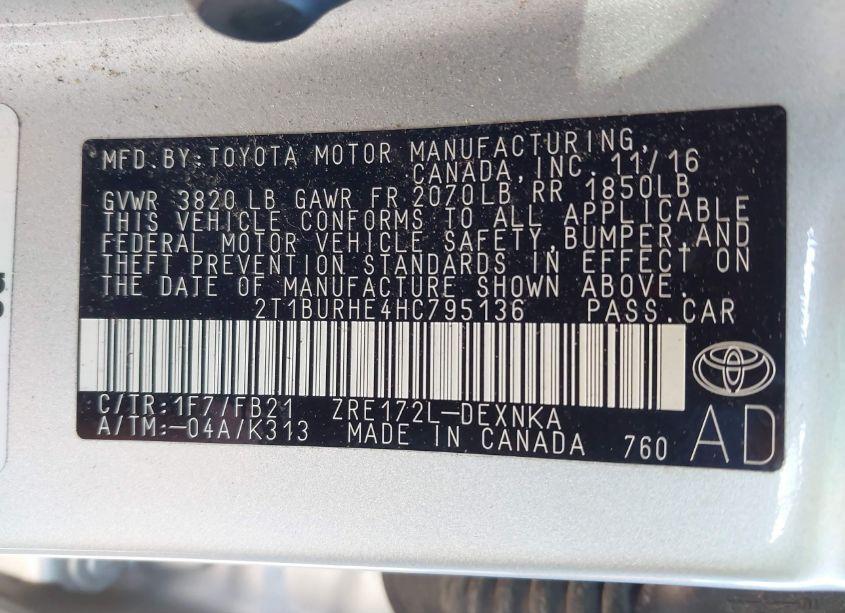 MFD.BY:TOYOTA MOTOR MANUFACTURING,
CANADA,INC. 11/16
GVWR 3820 LB GAWR FR 2070LB RR 1850LB
THIS VEHICLE CONFORMS TO ALL APPLICABLE
FEDERAL MOTOR VEHICLE SAFETY,BUMPER,AND
THEFT PREVENTION STANDARDS IN EFFECT ON
THE DATE OF MANUFACTURE SHOWN ABOVE.
2T1BURHE4HC795136 PASS.CAR
C/TR:1F7/FB21 ZRE172L-DEXNKA
A/TM:-04A/K313 MADE IN CANADA 760 AD